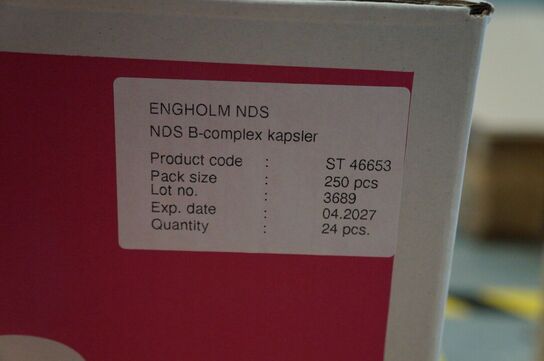 ENGHOLM NDS
NDS B-complex kapsler
Product code : ST 46653
Pack size : 250 pcs
Lot no. : 3689
Exp. date : 04.2027
Quantity : 24 pcs.